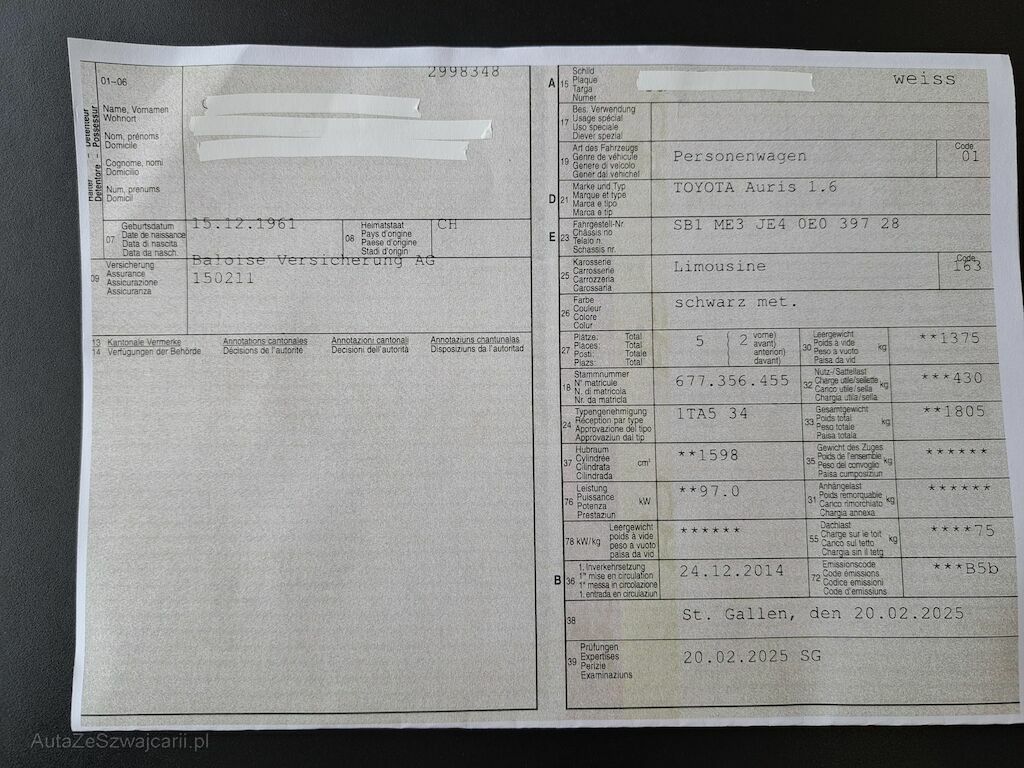 2998348
01-06
Halter - Détenteur
Detentore - Possessur
Name, Vornamen
Wohnort
Nom, prénoms
Domicile
Cognome, nomi
Domicilio
Num, prenums
Domicil
07 Geburtsdatum
Date de naissance
Data di nascita
Data da nasch.
15.12.1961
08 Heimatstaat
Pays d'origine
Paese d'origine
Stadi d'origin
CH
09 Versicherung
Assurance
Assicurazione
Assicuranza
Baloise Versicherung AG
150211
13 Kantonale Vermerke Annotations cantonales Annotazioni cantonali Annotaziuns chantunalas
14 Verfügungen der Behörde Décisions de l'autorité Decisioni dell'autorità Disposiziuns da l'autoritad
A 15 Schild
Plaque
Targa
Numer
weiss
17 Bes. Verwendung
Usage spécial
Uso speciale
Diever spezial
19 Art des Fahrzeugs
Genre de véhicule
Genere di veicolo
Gener dal vehichel
Personenwagen
Code
01
D 21 Marke und Typ
Marque et type
Marca e tipo
Marca e tip
TOYOTA Auris 1.6
E 23 Fahrgestell-Nr.
Châssis no
Telaio n.
Schassis nr.
SB1 ME3 JE4 0E0 397 28
25 Karosserie
Carrosserie
Carrozzeria
Carossaria
Limousine
Code
163
26 Farbe
Couleur
Colore
Colur
schwarz met.
27 Plätze: Total
Places: Total
Posti: Totale
Plazs: Total
5 ( 2 vorne)
avant)
anteriori)
davant)
30 Leergewicht
Poids à vide
Peso a vuoto
Paisa da vid
kg
**1375
18 Stammnummer
N° matricule
N. di matricola
Nr. da matricla
677.356.455
32 Nutz-/Sattellast
Charge utile/sellette
Carico utile/sella
Chargia utila/sella
kg
***430
24 Typengenehmigung
Réception par type
Approvazione del tipo
Approvaziun dal tip
1TA5 34
33 Gesamtgewicht
Poids total
Peso totale
Paisa totala
kg
**1805
37 Hubraum
Cylindrée
Cilindrata
Cilindrada
cm³
**1598
35 Gewicht des Zuges
Poids de l'ensemble
Peso del convoglio
Paisa cumposiziun
kg
******
76 Leistung
Puissance
Potenza
Prestaziun
kW
**97.0
31 Anhängelast
Poids remorquable
Carico rimorchiato
Chargia annexa
kg
******
78 kW/kg Leergewicht
poids à vide
peso a vuoto
paisa da vid
******
55 Dachlast
Charge sur le toit
Carico sul tetto
Chargia sin il tetg
kg
****75
B 36 1. Inverkehrsetzung
1re mise en circulation
1a messa in circolazione
1. entrada en circulaziun
24.12.2014
72 Emissionscode
Code émissions
Codice emissioni
Code d'emissiuns
***B5b
38
St. Gallen, den 20.02.2025
39 Prüfungen
Expertises
Perizie
Examinaziuns
20.02.2025 SG
AutaZeSzwajcarii.pl